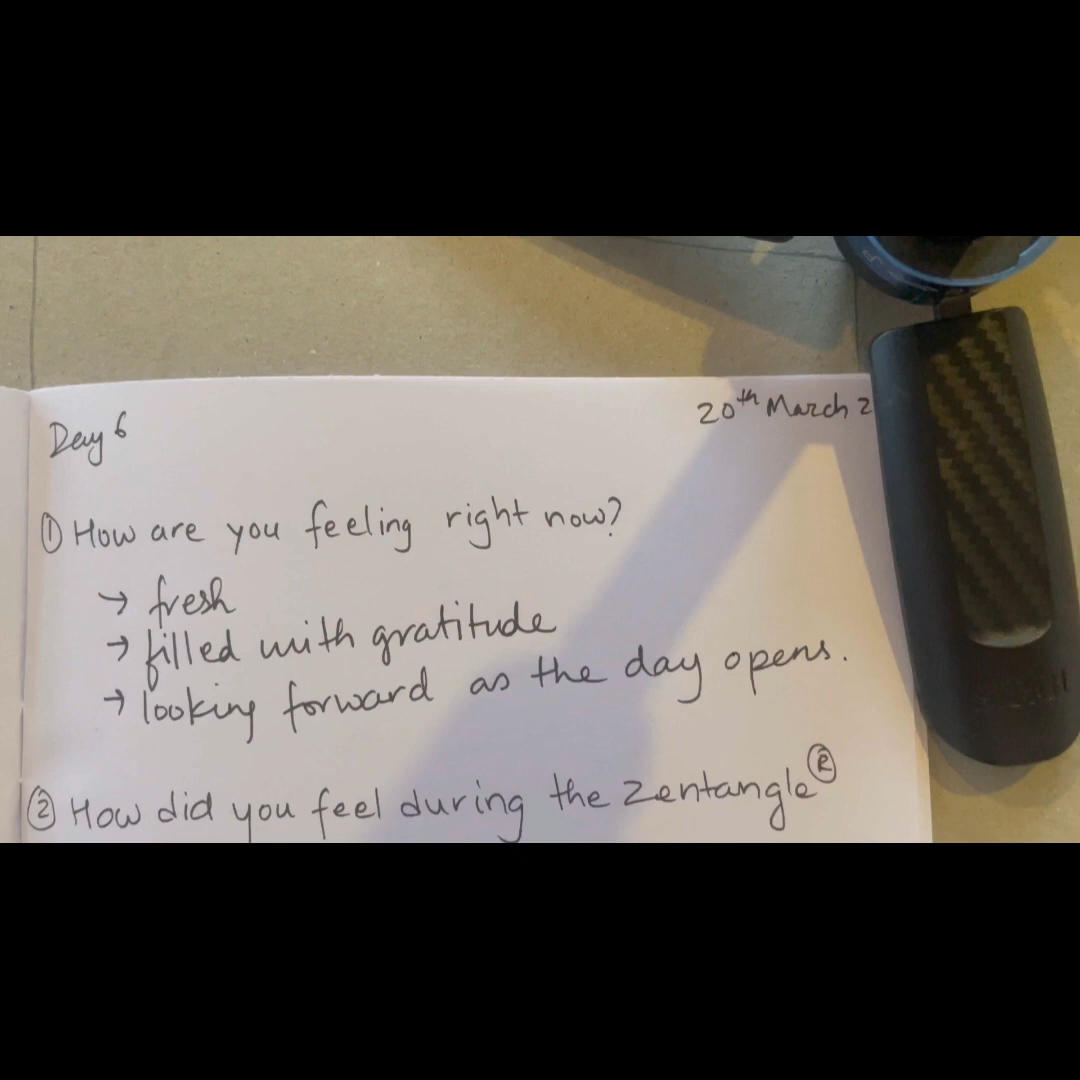 Day 6
20th March 2
① How are you feeling right now?
→ fresh
→ filled with gratitude
→ looking forward as the day opens.
② How did you feel during the zentangle®